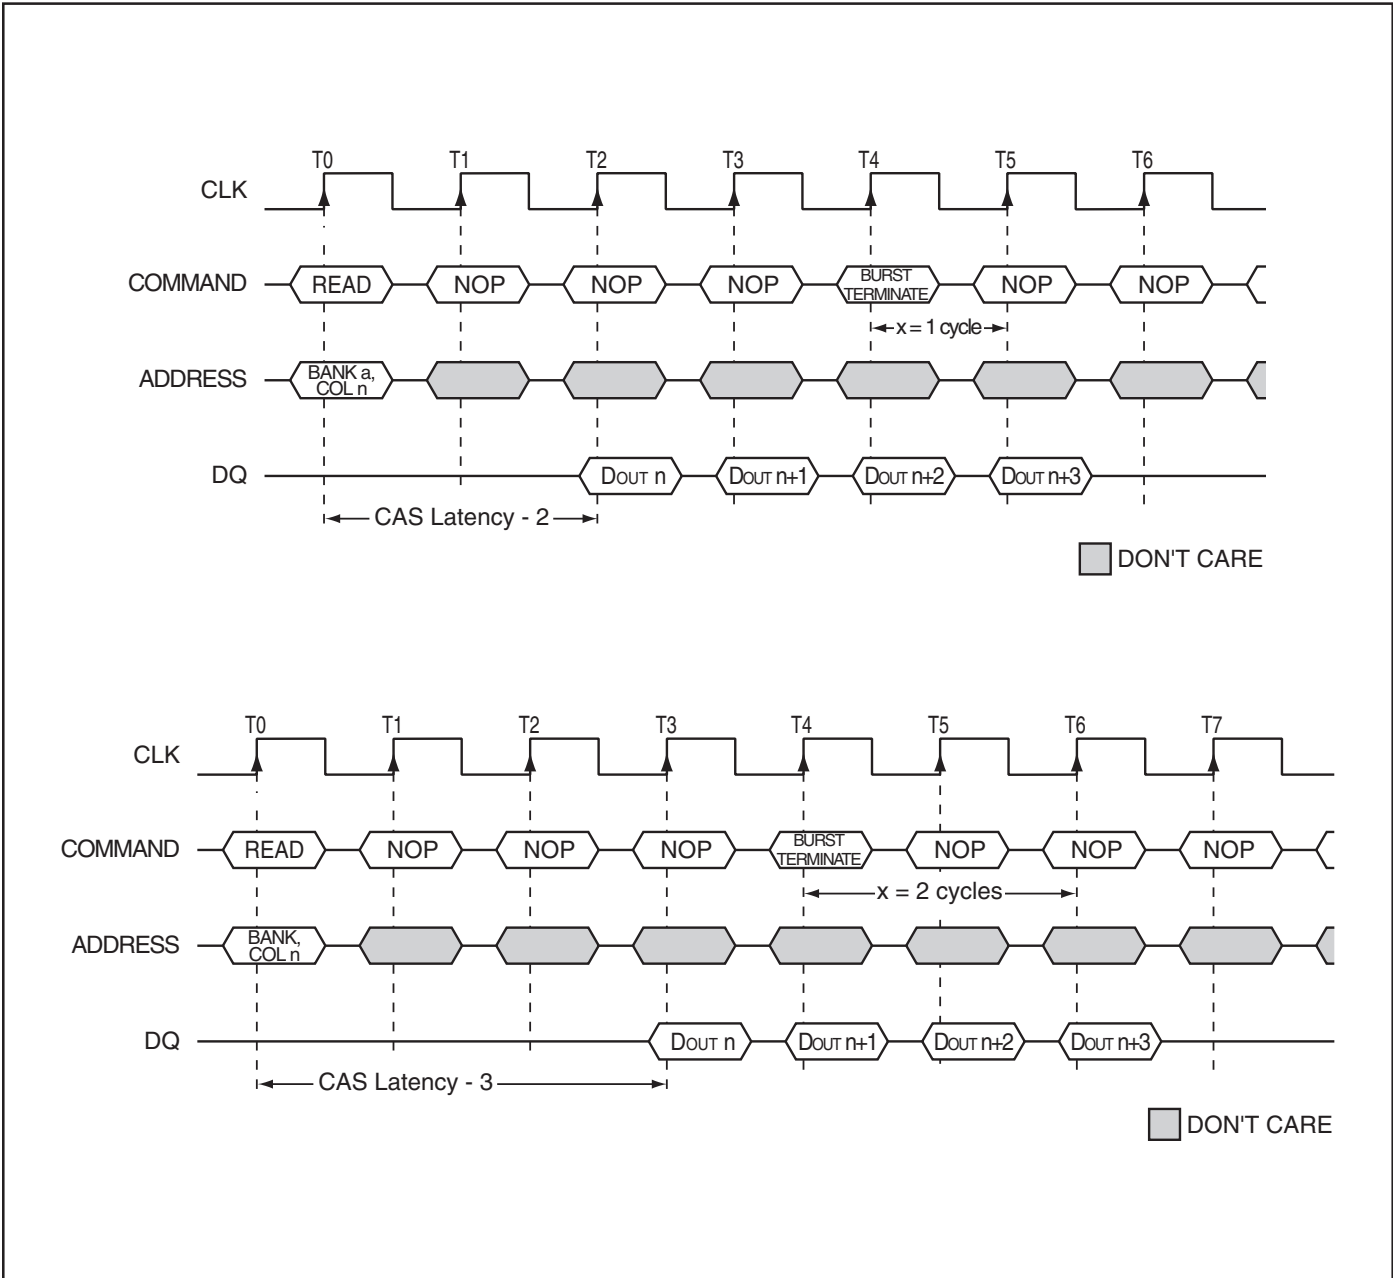 T0 T1 T2 T3 T4 T5 T6
CLK
COMMAND READ NOP NOP NOP BURST TERMINATE NOP NOP
x = 1 cycle
ADDRESS BANK a, COL n
DQ DOUT n DOUT n+1 DOUT n+2 DOUT n+3
CAS Latency - 2
DON'T CARE
T0 T1 T2 T3 T4 T5 T6 T7
CLK
COMMAND READ NOP NOP NOP BURST TERMINATE NOP NOP NOP
x = 2 cycles
ADDRESS BANK, COL n
DQ DOUT n DOUT n+1 DOUT n+2 DOUT n+3
CAS Latency - 3
DON'T CARE